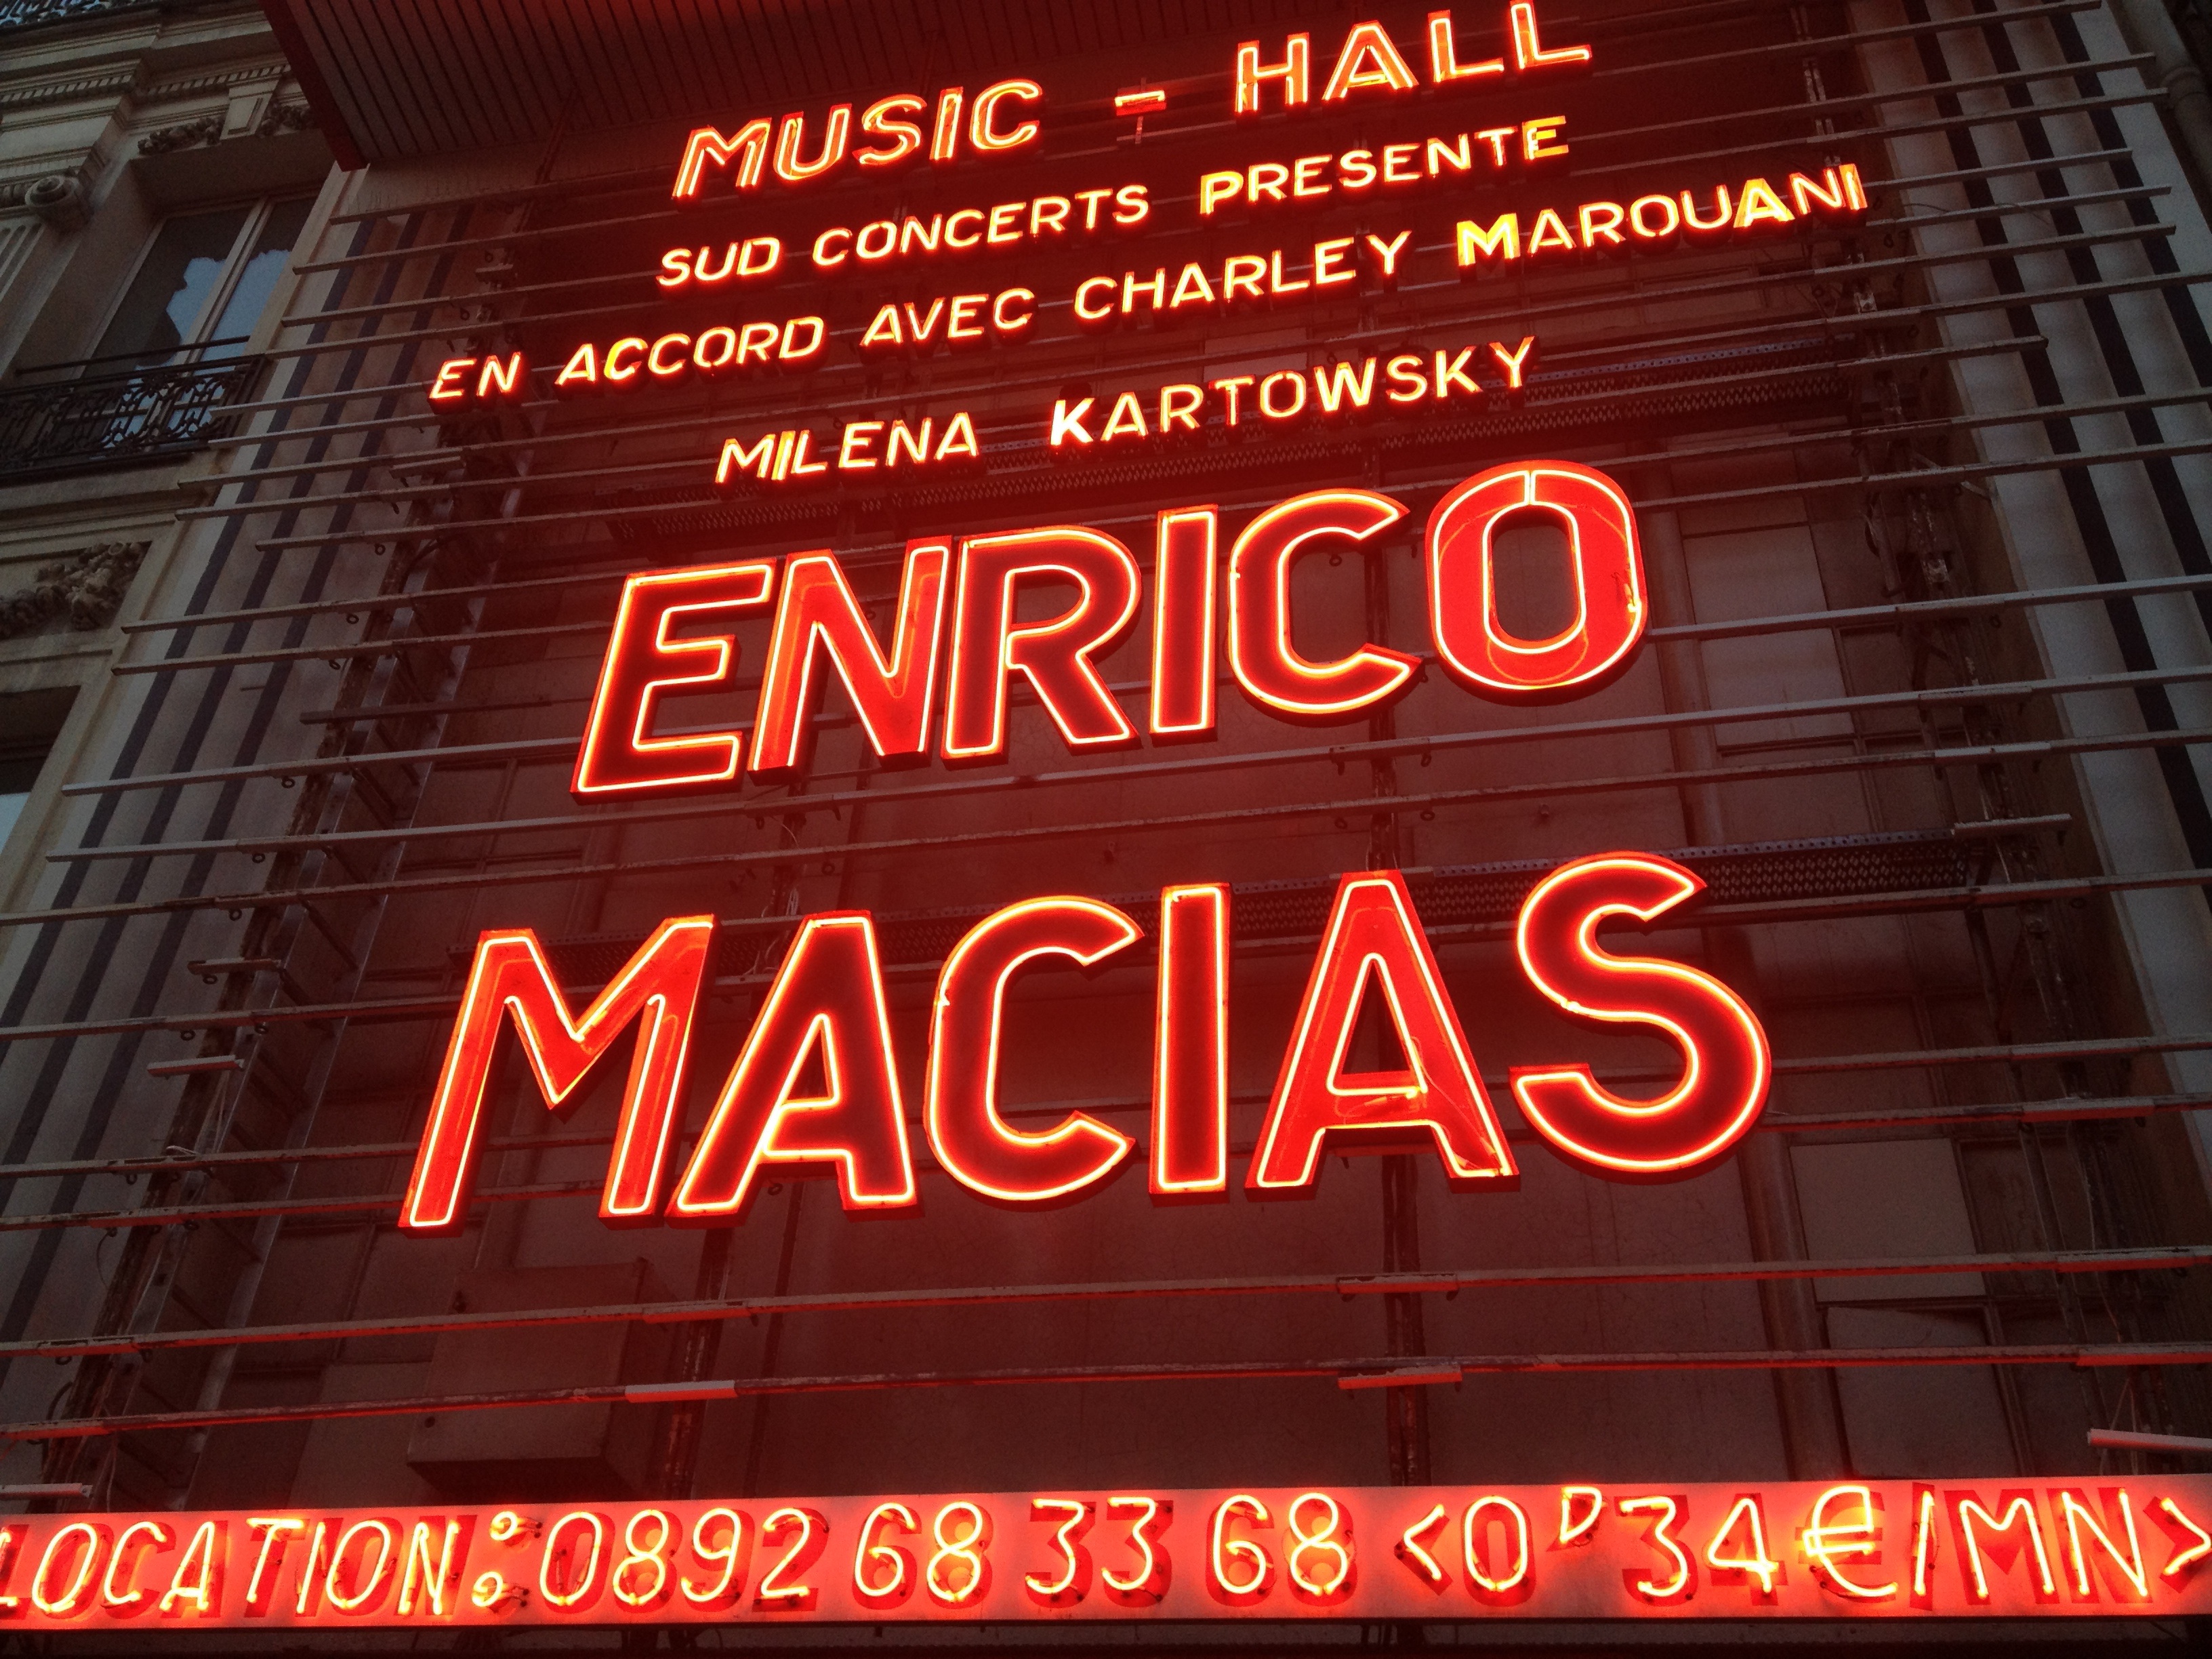 MUSIC - HALL
SUD CONCERTS PRESENTE
EN ACCORD AVEC CHARLEY MAROUANI
MILENA KARTOWSKY
ENRICO
MACIAS
LOCATION: 0892 68 33 68 <0'34€/MN>